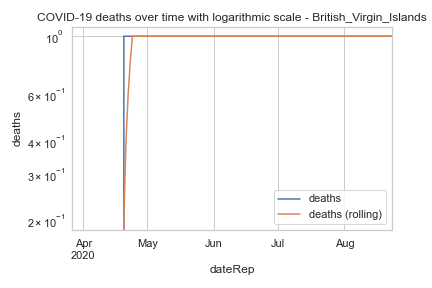 COVID-19 deaths over time with logarithmic scale - British_Virgin_Islands
10⁰
6 × 10⁻¹
4 × 10⁻¹
3 × 10⁻¹
2 × 10⁻¹
deaths
deaths
deaths (rolling)
Apr
2020
May
Jun
Jul
Aug
dateRep